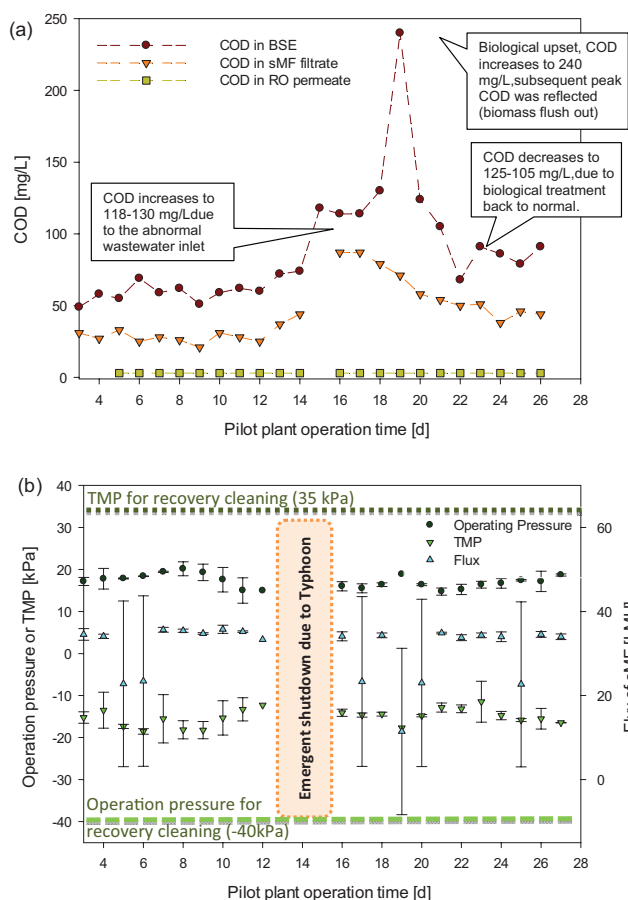 (a)
250
200
150
100
50
0
COD [mg/L]
COD in BSE
COD in sMF filtrate
COD in RO permeate
Biological upset, COD
increases to 240
mg/L,subsequent peak
COD was reflected
(biomass flush out)
COD decreases to
125-105 mg/L,due to
biological treatment
back to normal.
COD increases to
118-130 mg/Ldue to
the abnormal
wastewater inlet
4 6 8 10 12 14 16 18 20 22 24 26 28
Pilot plant operation time [d]
(b)
40
30
20
10
0
-10
-20
-30
-40
Operation pressure or TMP [kPa]
TMP for recovery cleaning (35 kPa)
Operating Pressure
TMP
Flux
Emergent shutdown due to Typhoon
Operation pressure for
recovery cleaning (-40kPa)
60
40
20
0
Flux of sMF [LMH]
4 6 8 10 12 14 16 18 20 22 24 26 28
Pilot plant operation time [d]